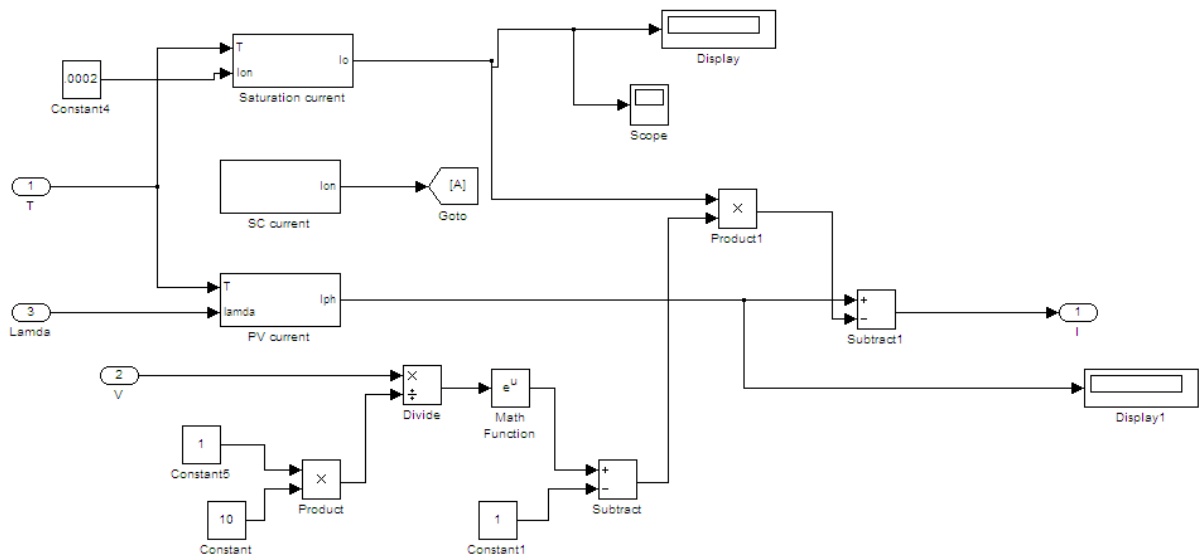 Display
T
Ion
Io
Saturation current
.0002
Constant4
Scope
1
T
Ion
SC current
[A]
Goto
×
Product1
T
lamda
Iph
PV current
3
Lamda
+
−
Subtract1
1
I
2
V
×
÷
Divide
e^u
Math
Function
Display1
1
Constant5
×
Product
10
Constant
1
Constant1
+
−
Subtract